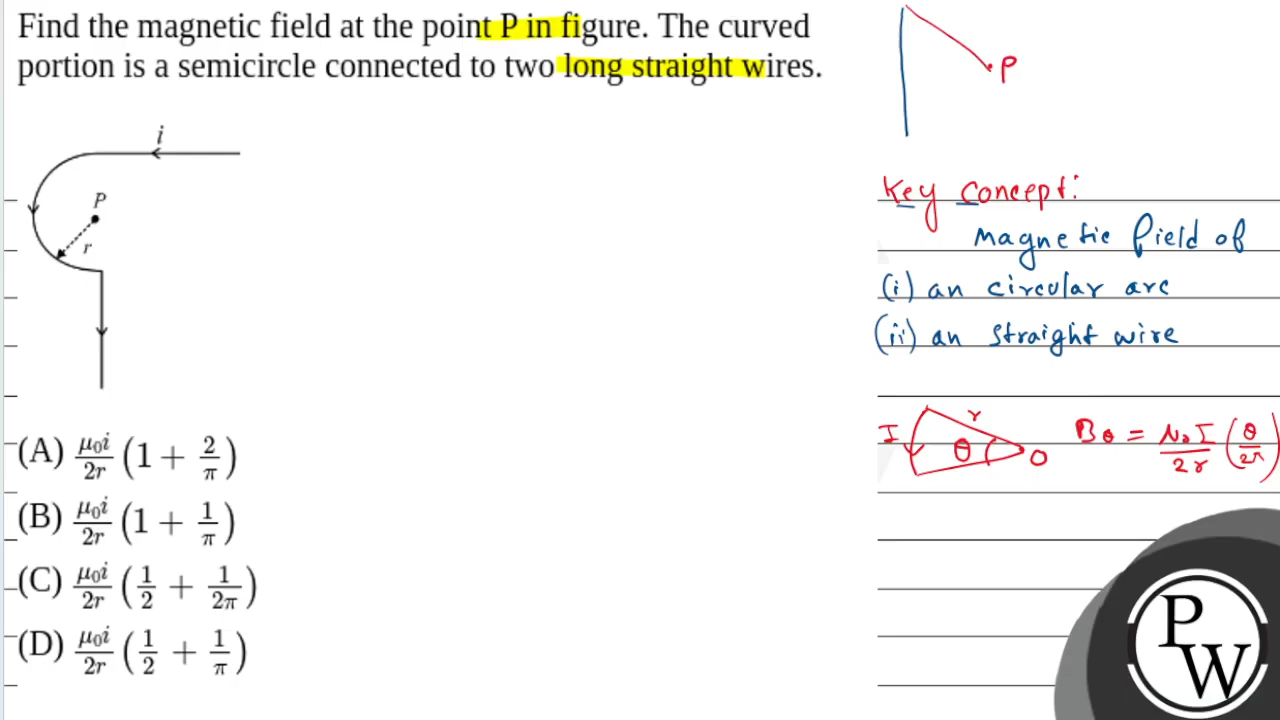 Find the magnetic field at the point P in figure. The curved
portion is a semicircle connected to two long straight wires.
P
i
P
r
Key Concept:
Magnetic field of
(i) an circular arc
(ii) an straight wire
I r θ O
Bθ = μ₀I/2r (θ/2π)
(A) μ₀i/2r (1 + 2/π)
(B) μ₀i/2r (1 + 1/π)
(C) μ₀i/2r (1/2 + 1/2π)
(D) μ₀i/2r (1/2 + 1/π)
P
W